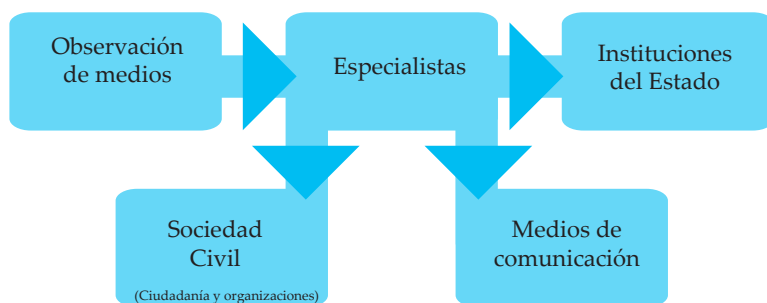 Observación
de medios
Especialistas
Instituciones
del Estado
Sociedad
Civil
(Ciudadanía y organizaciones)
Medios de
comunicación